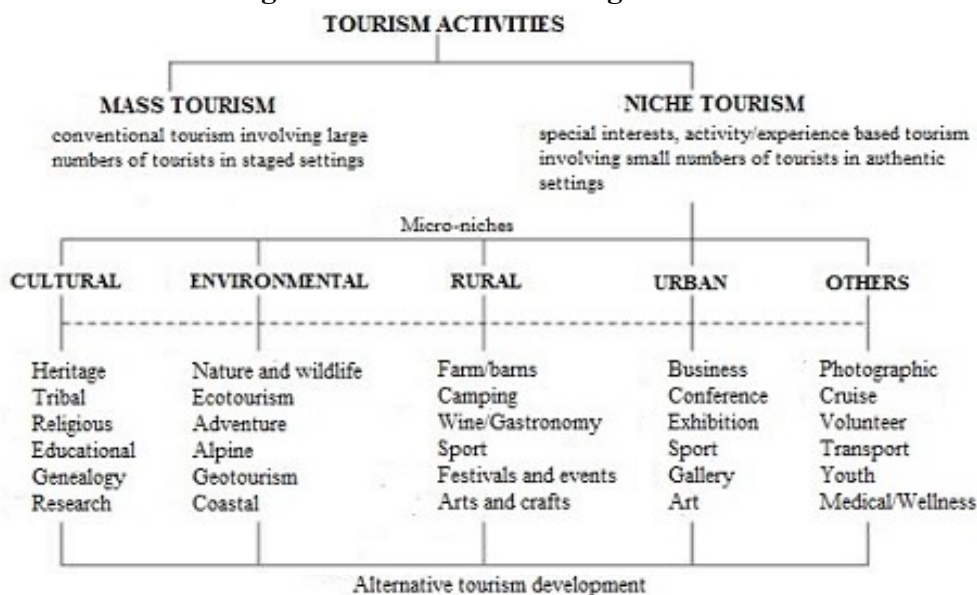 TOURISM ACTIVITIES
MASS TOURISM
conventional tourism involving large
numbers of tourists in staged settings
NICHE TOURISM
special interests, activity/experience based tourism
involving small numbers of tourists in authentic
settings
Micro-niches
CULTURAL
ENVIRONMENTAL
RURAL
URBAN
OTHERS
Heritage
Tribal
Religious
Educational
Genealogy
Research
Nature and wildlife
Ecotourism
Adventure
Alpine
Geotourism
Coastal
Farm/barns
Camping
Wine/Gastronomy
Sport
Festivals and events
Arts and crafts
Business
Conference
Exhibition
Sport
Gallery
Art
Photographic
Cruise
Volunteer
Transport
Youth
Medical/Wellness
Alternative tourism development